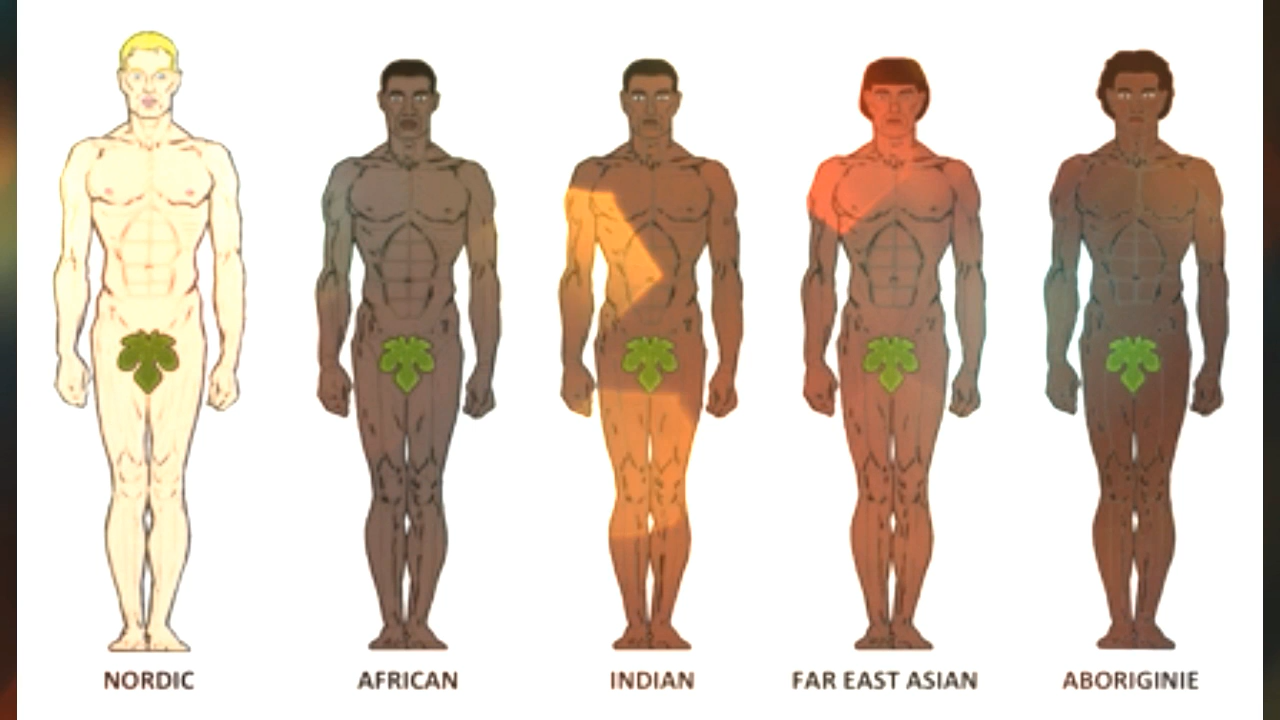 NORDIC
AFRICAN
INDIAN
FAR EAST ASIAN
ABORIGINIE